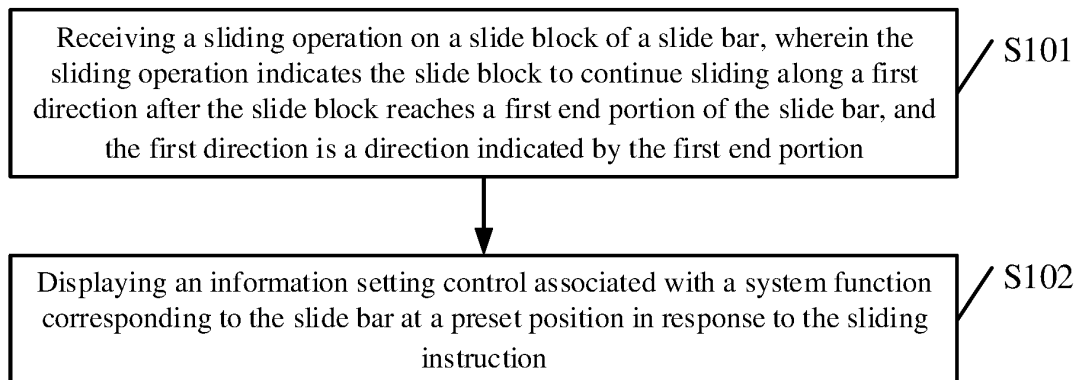 Receiving a sliding operation on a slide block of a slide bar, wherein the
sliding operation indicates the slide block to continue sliding along a first
direction after the slide block reaches a first end portion of the slide bar, and
the first direction is a direction indicated by the first end portion
S101
Displaying an information setting control associated with a system function
corresponding to the slide bar at a preset position in response to the sliding
instruction
S102